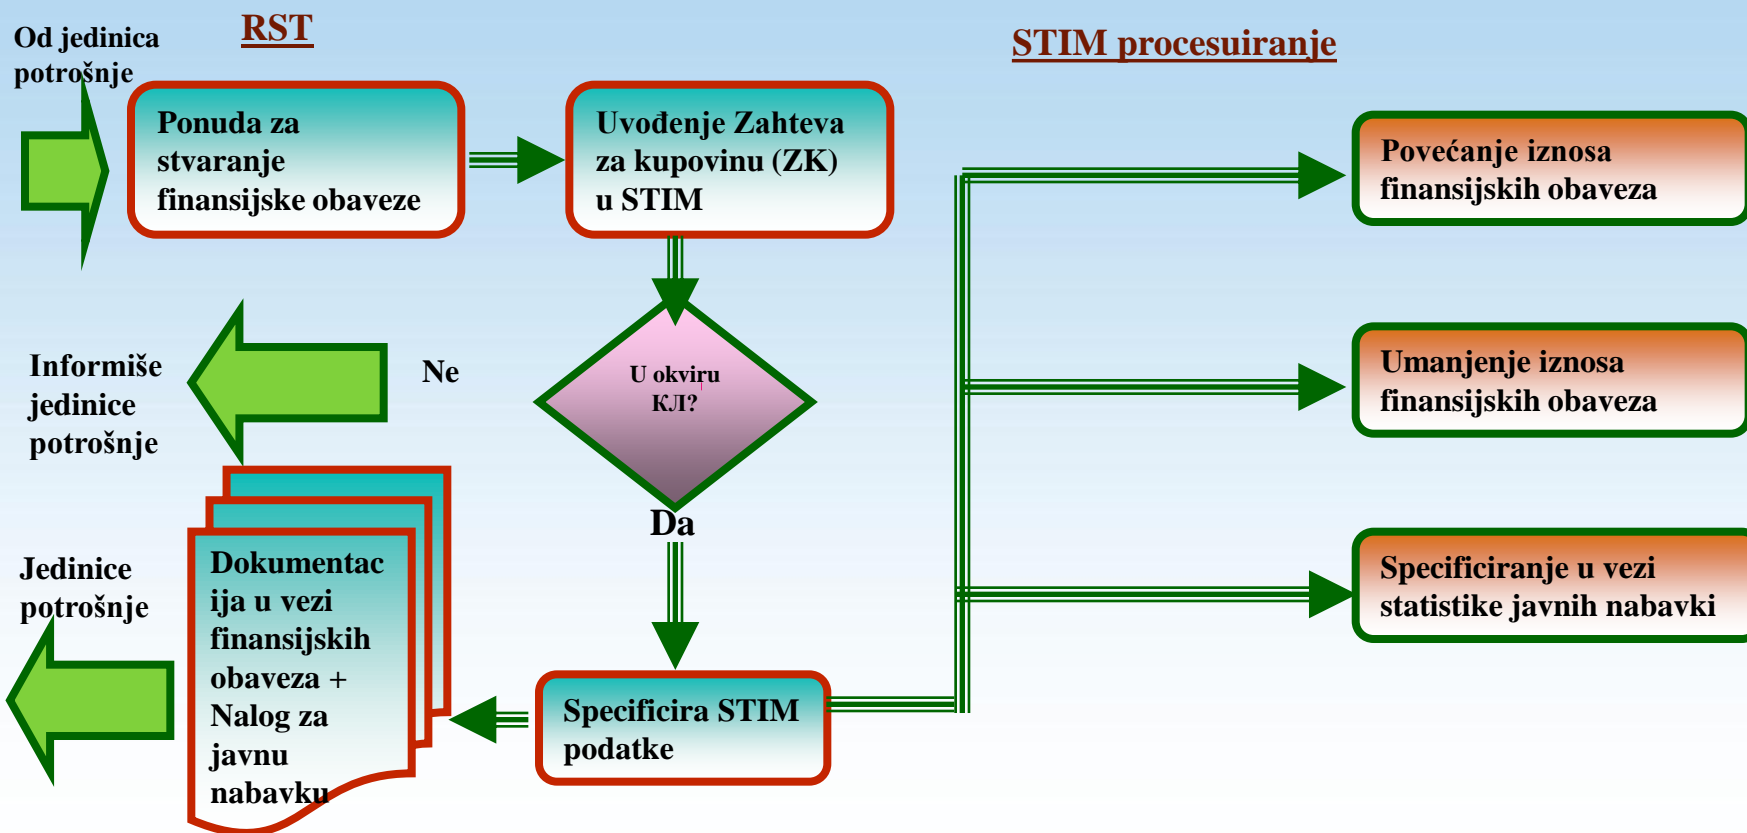 Od jedinica
potrošnje
RST
STIM procesuiranje
Ponuda za
stvaranje
finansijske obaveze
Uvođenje Zahteva
za kupovinu (ZK)
u STIM
Povećanje iznosa
finansijskih obaveza
Informiše
jedinice
potrošnje
Ne
U okviru
КЛ?
Umanjenje iznosa
finansijskih obaveza
Da
Jedinice
potrošnje
Dokumentac
ija u vezi
finansijskih
obaveza +
Nalog za
javnu
nabavku
Specificira STIM
podatke
Specificiranje u vezi
statistike javnih nabavki